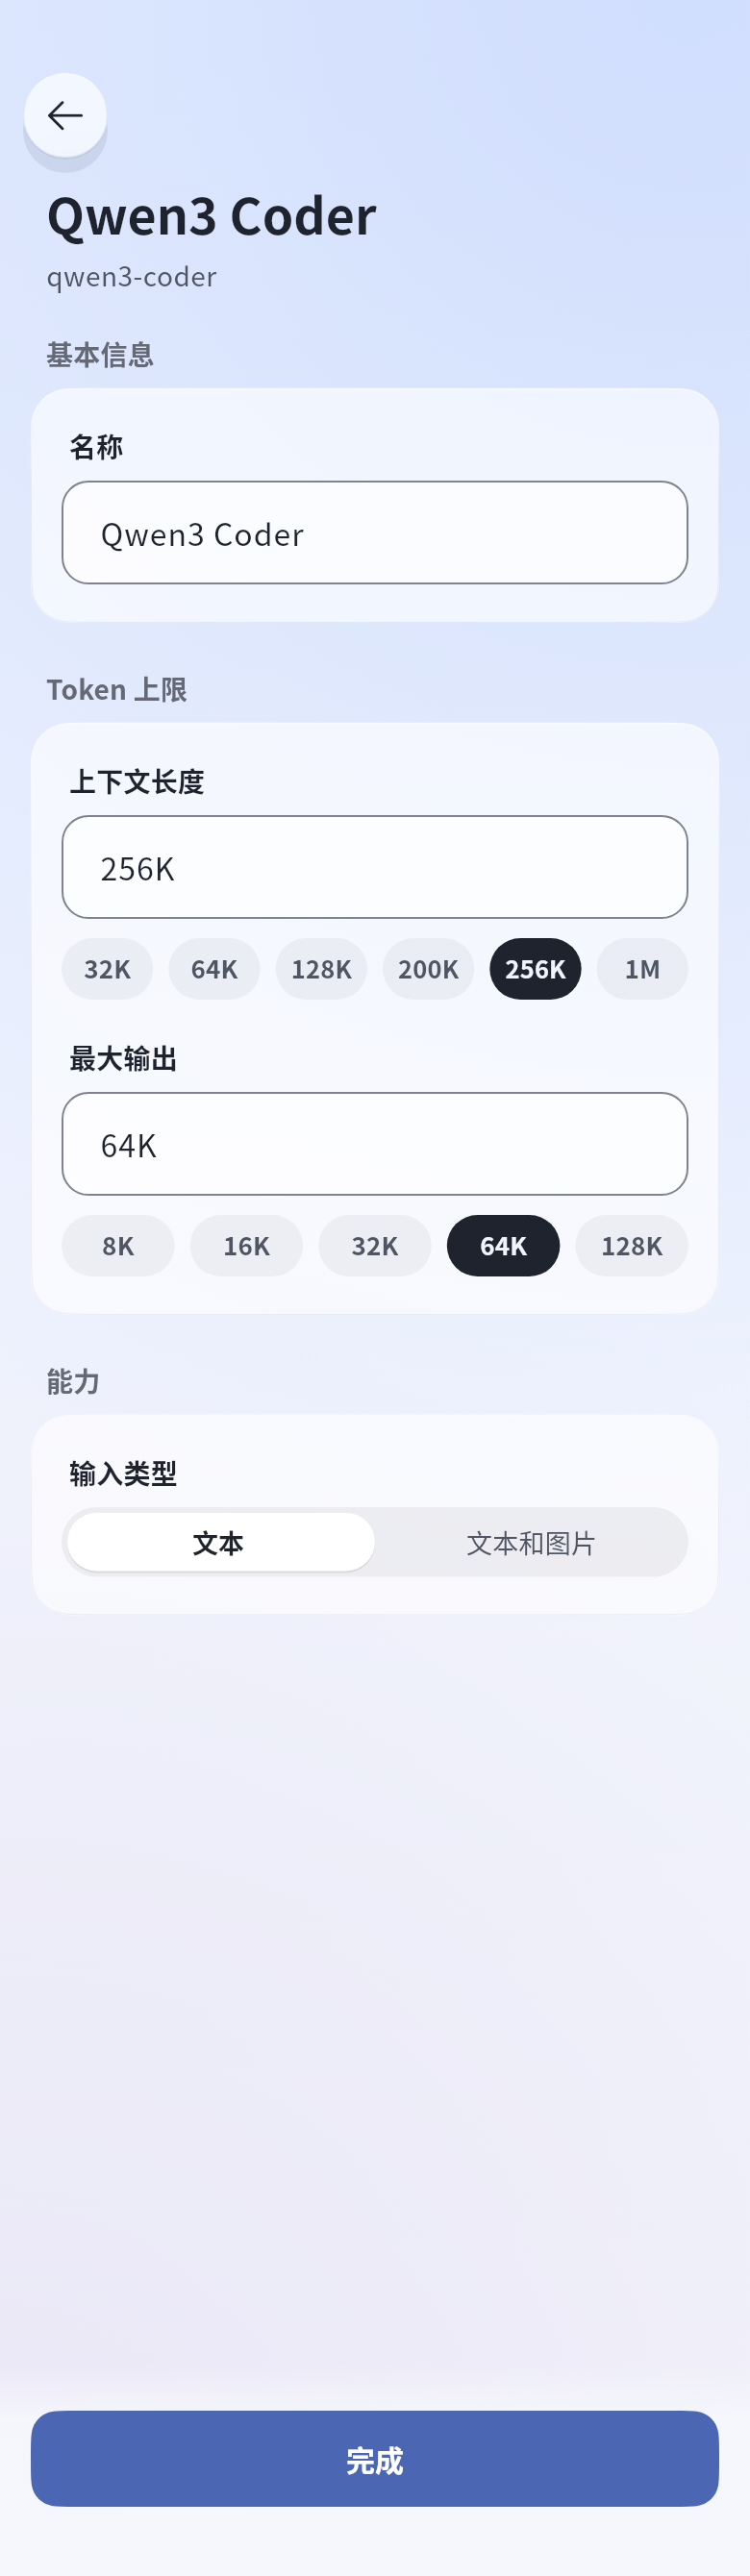 Qwen3 Coder
qwen3-coder
基本信息
名称
Qwen3 Coder
Token 上限
上下文长度
256K
32K 64K 128K 200K 256K 1M
最大输出
64K
8K 16K 32K 64K 128K
能力
输入类型
文本 文本和图片
完成